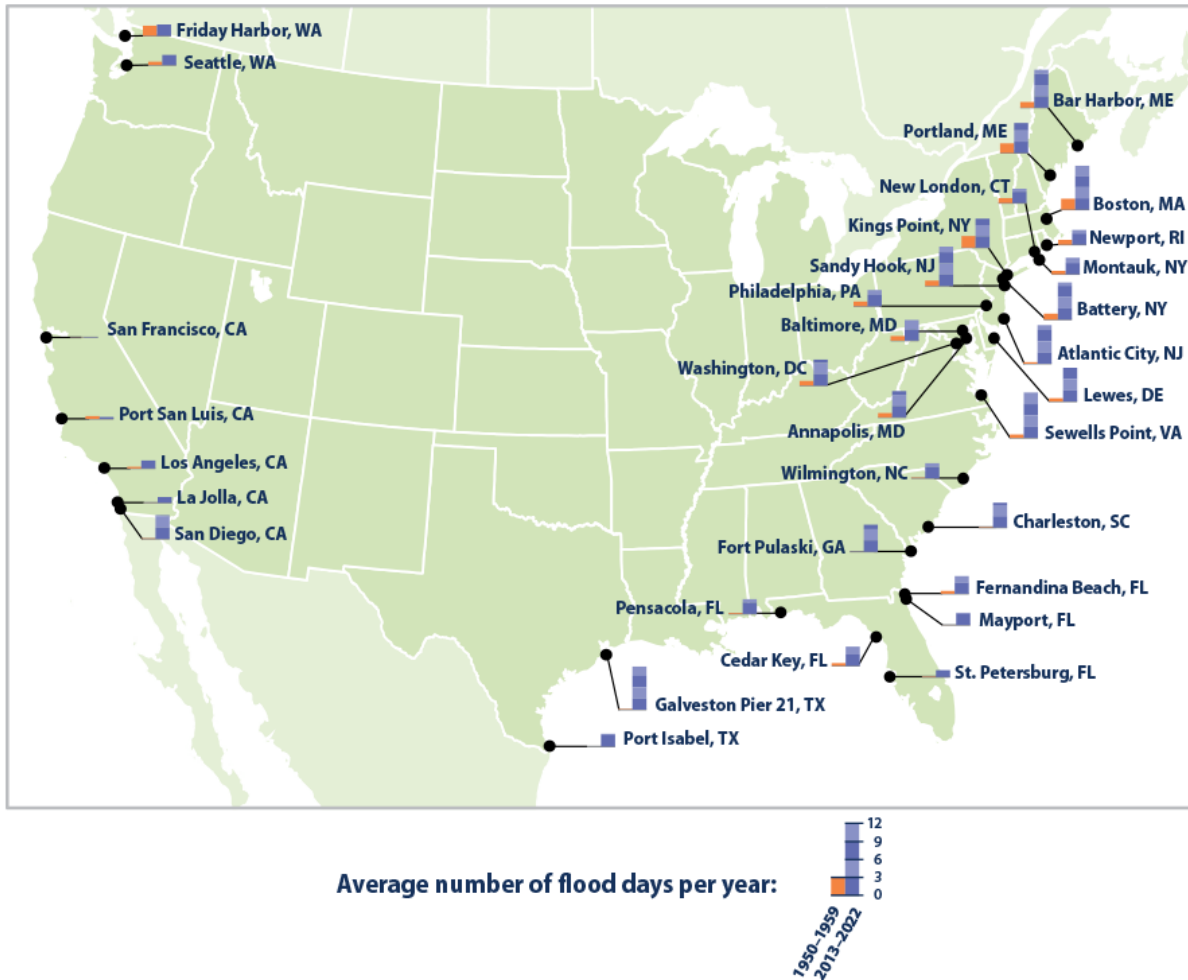 Friday Harbor, WA
Seattle, WA
Bar Harbor, ME
Portland, ME
New London, CT
Boston, MA
Kings Point, NY
Newport, RI
Sandy Hook, NJ
Montauk, NY
Philadelphia, PA
Battery, NY
Baltimore, MD
San Francisco, CA
Atlantic City, NJ
Washington, DC
Lewes, DE
Port San Luis, CA
Annapolis, MD
Sewells Point, VA
Los Angeles, CA
Wilmington, NC
La Jolla, CA
San Diego, CA
Charleston, SC
Fort Pulaski, GA
Fernandina Beach, FL
Pensacola, FL
Mayport, FL
Cedar Key, FL
St. Petersburg, FL
Galveston Pier 21, TX
Port Isabel, TX
Average number of flood days per year:
12
9
6
3
0
1950–1959
2013–2022